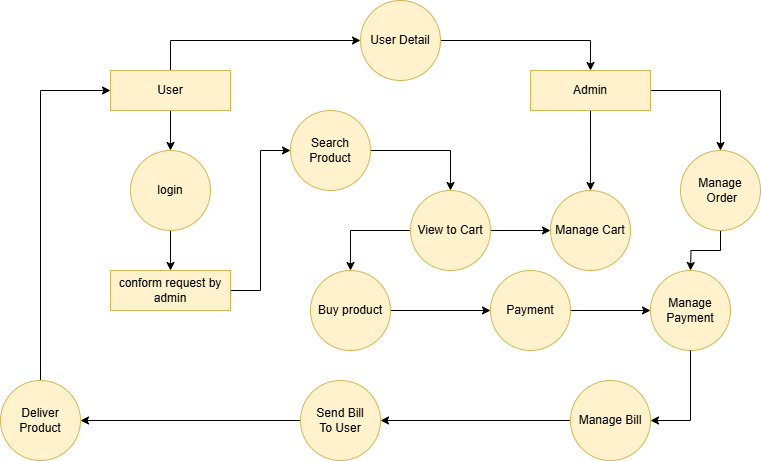 User Detail
User
Admin
Search
Product
login
Manage
Order
View to Cart
Manage Cart
conform request by
admin
Buy product
Payment
Manage
Payment
Deliver
Product
Send Bill
To User
Manage Bill